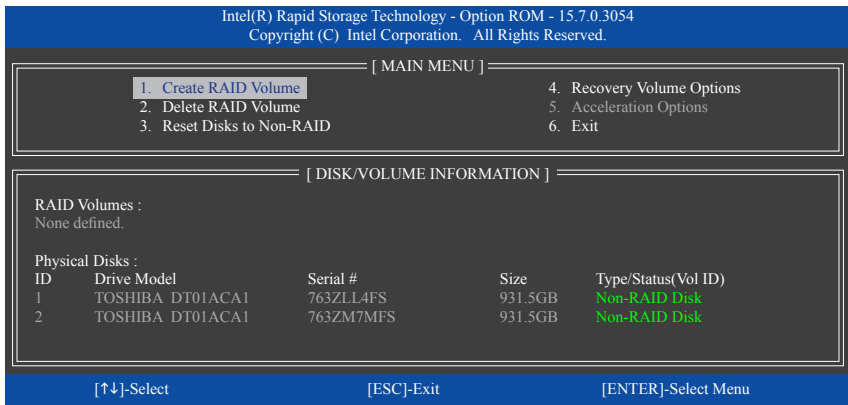 Intel(R) Rapid Storage Technology - Option ROM - 15.7.0.3054
Copyright (C) Intel Corporation. All Rights Reserved.
[ MAIN MENU ]
1. Create RAID Volume
2. Delete RAID Volume
3. Reset Disks to Non-RAID
4. Recovery Volume Options
5. Acceleration Options
6. Exit
[ DISK/VOLUME INFORMATION ]
RAID Volumes :
None defined.
Physical Disks :
ID Drive Model Serial # Size Type/Status(Vol ID)
1 TOSHIBA DT01ACA1 763ZLL4FS 931.5GB Non-RAID Disk
2 TOSHIBA DT01ACA1 763ZM7MFS 931.5GB Non-RAID Disk
[↑↓]-Select [ESC]-Exit [ENTER]-Select Menu